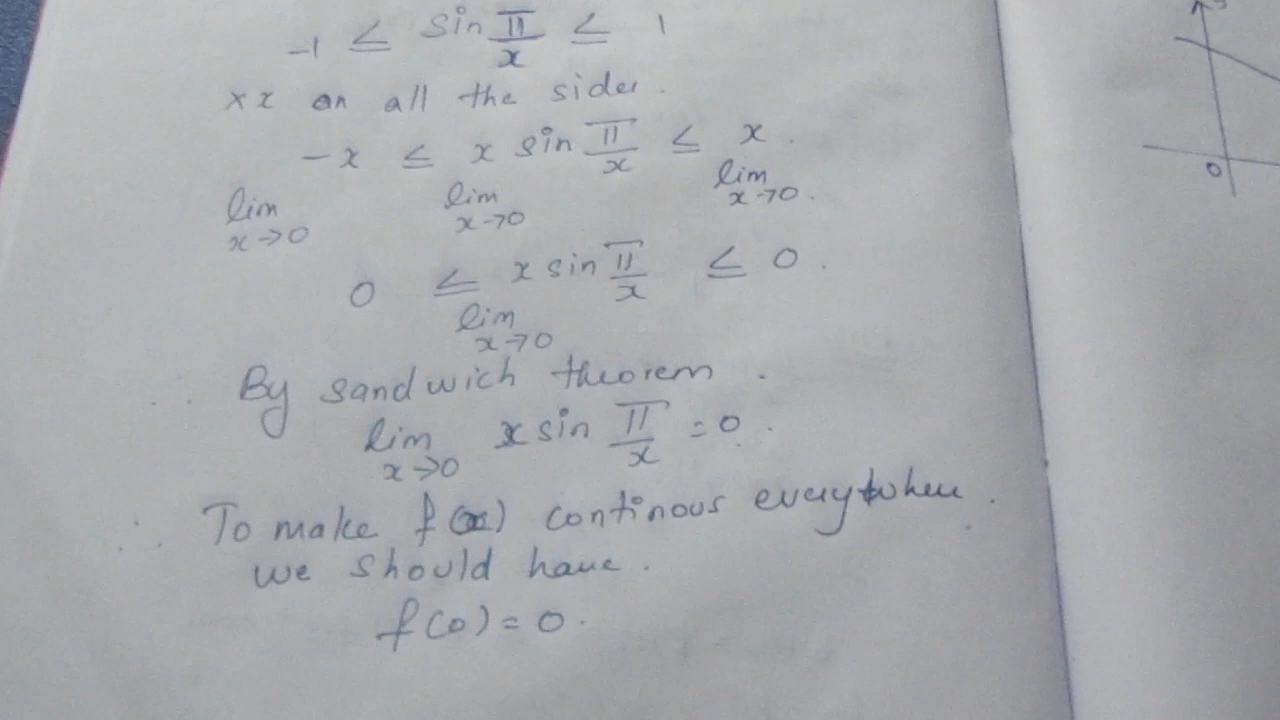 -1 ≤ sin π/x ≤ 1
×x on all the sides.
-x ≤ x sin π/x ≤ x.
lim x→0 lim x→0 lim x→0.
0 ≤ x sin π/x ≤ 0.
lim x→0
∴ By sandwich theorem.
lim x→0 x sin π/x = 0.
∴ To make f(x) continous everywhere.
we should have.
f(0) = 0.
0